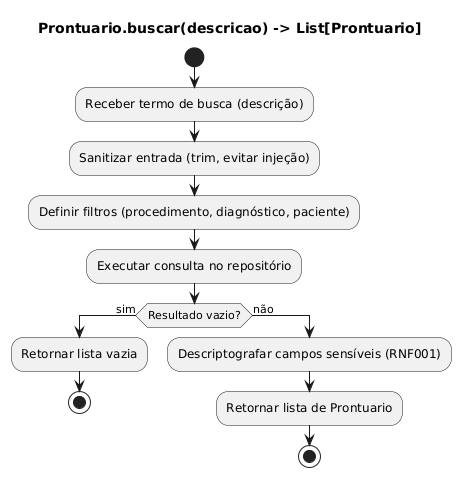 Prontuario.buscar(descricao) -> List[Prontuario]
Receber termo de busca (descrição)
Sanitizar entrada (trim, evitar injeção)
Definir filtros (procedimento, diagnóstico, paciente)
Executar consulta no repositório
sim
Resultado vazio?
não
Retornar lista vazia
Descriptografar campos sensíveis (RNF001)
Retornar lista de Prontuario